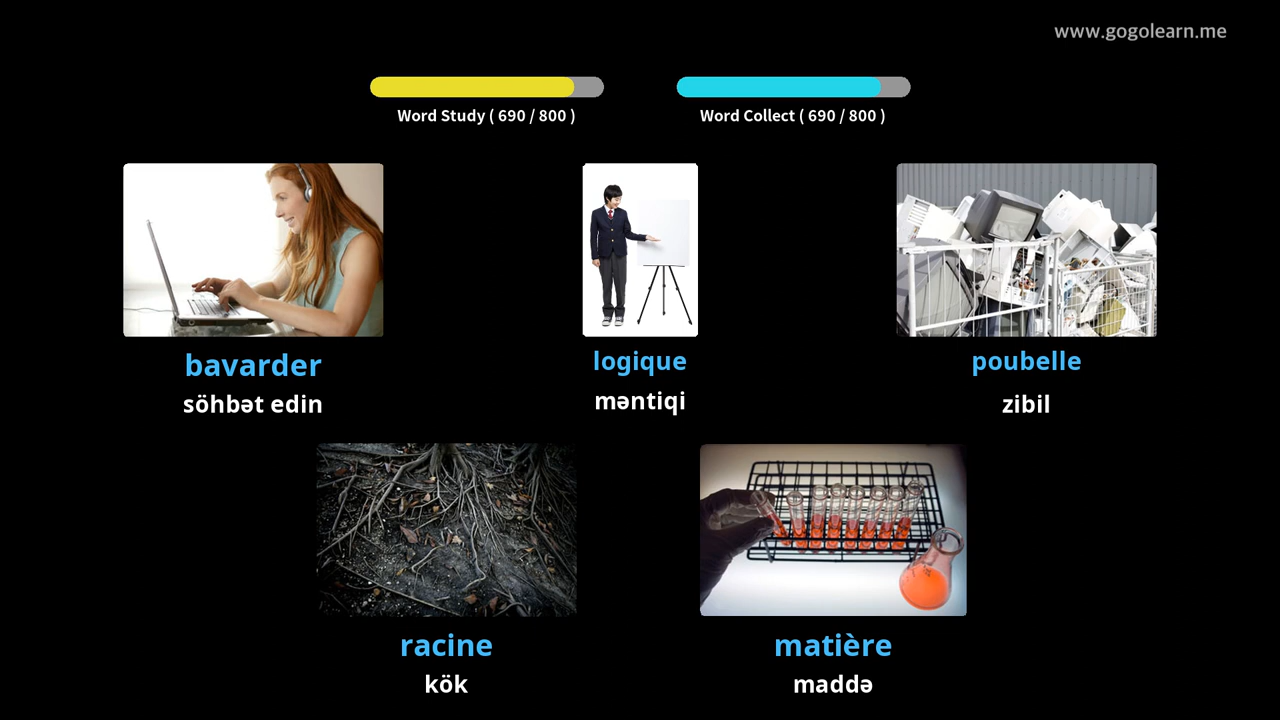 www.gogolearn.me
Word Study ( 690 / 800 )
Word Collect ( 690 / 800 )
bavarder
söhbət edin
logique
məntiqi
poubelle
zibil
racine
kök
matière
maddə